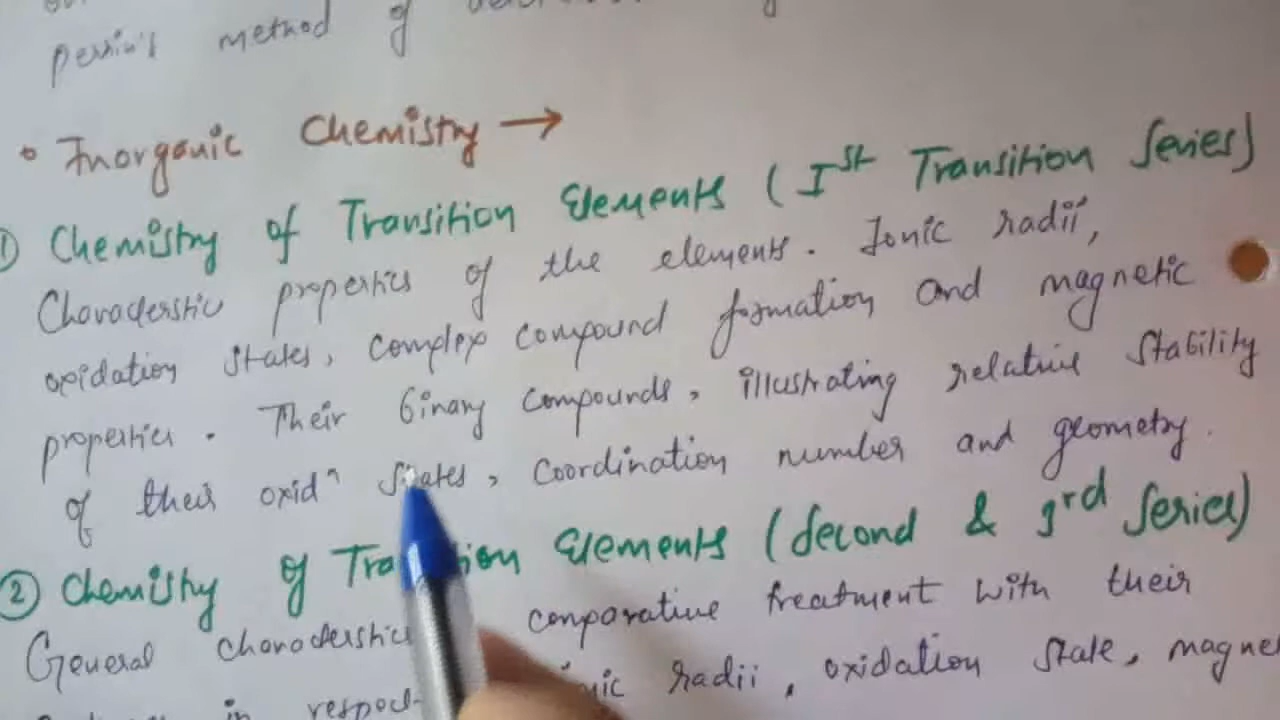 Perrin's method of
• Inorganic Chemistry →
① Chemistry of Transition Elements (Ist Transition Series)
Characterstic properties of the elements. Ionic radii,
oxidation states, complex compound formation and magnetic
properties. Their binary compounds, illustrating relative stability
of their oxidn states, coordination number and geometry.
② Chemistry of Transition Elements (Second & 3rd Series)
General characterstics comparative treatment with their
in respect radii, oxidation state, magne